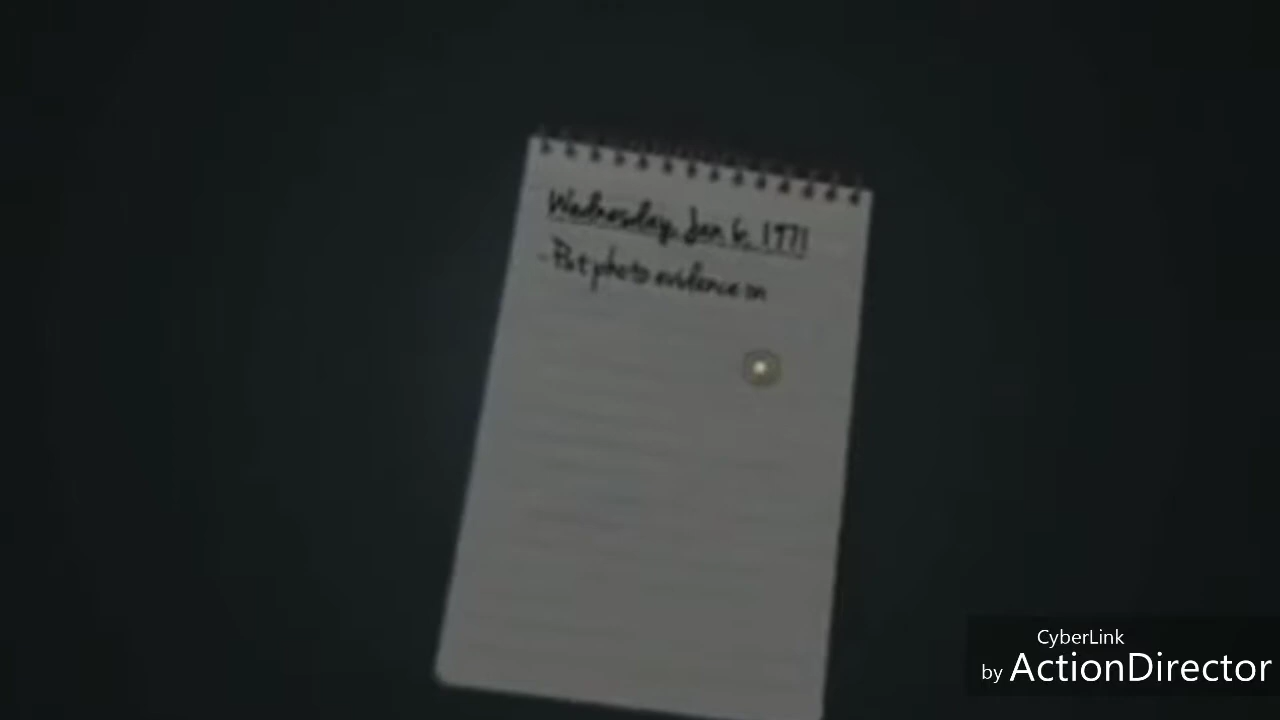 Wednesday, Jan 6, 1971
- Put photo evidence on
CyberLink
by ActionDirector